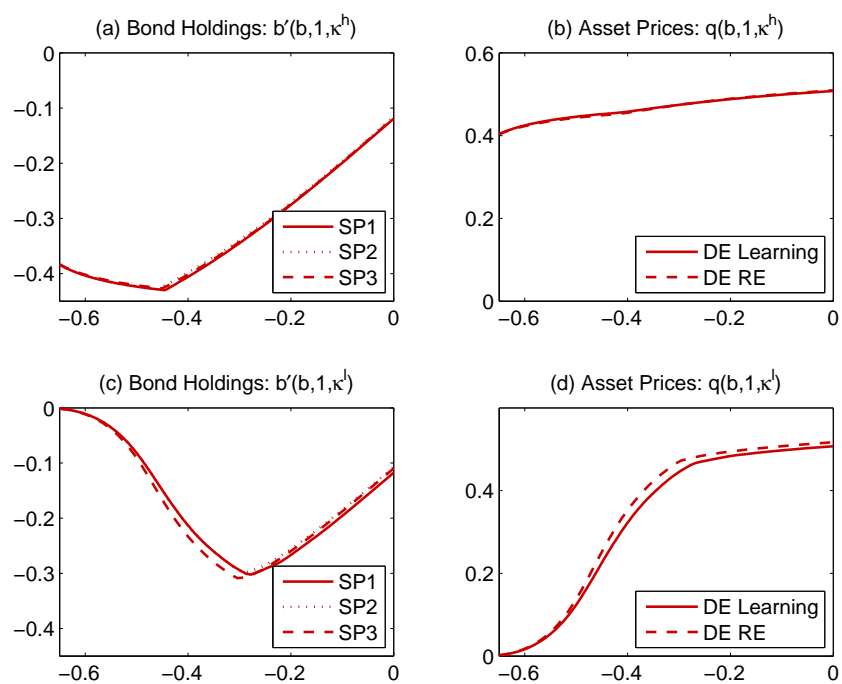 (a) Bond Holdings: b′(b,1,κʰ)
0
−0.1
−0.2
−0.3
−0.4
−0.6
−0.4
−0.2
0
SP1
SP2
SP3
(b) Asset Prices: q(b,1,κʰ)
0.6
0.4
0.2
0
−0.6
−0.4
−0.2
0
DE Learning
DE RE
(c) Bond Holdings: b′(b,1,κˡ)
0
−0.1
−0.2
−0.3
−0.4
−0.6
−0.4
−0.2
0
SP1
SP2
SP3
(d) Asset Prices: q(b,1,κˡ)
0.4
0.2
0
−0.6
−0.4
−0.2
0
DE Learning
DE RE